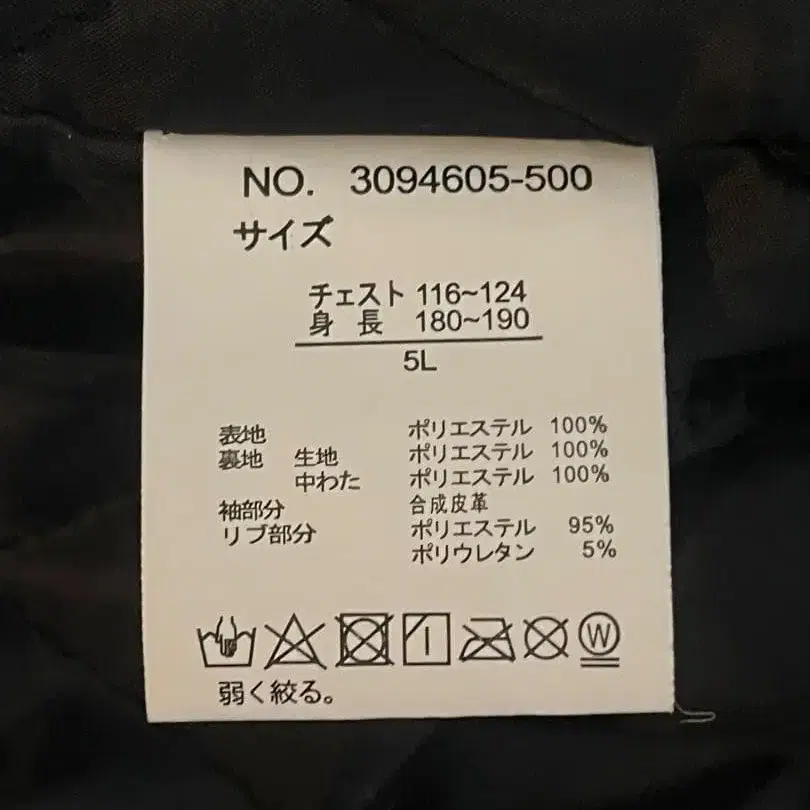 NO. 3094605-500
サイズ
チェスト 116~124
身 長 180~190
5L
表地 ポリエステル 100%
裏地 生地 ポリエステル 100%
中わた ポリエステル 100%
袖部分 合成皮革
リブ部分 ポリエステル 95%
ポリウレタン 5%
W
弱く絞る。